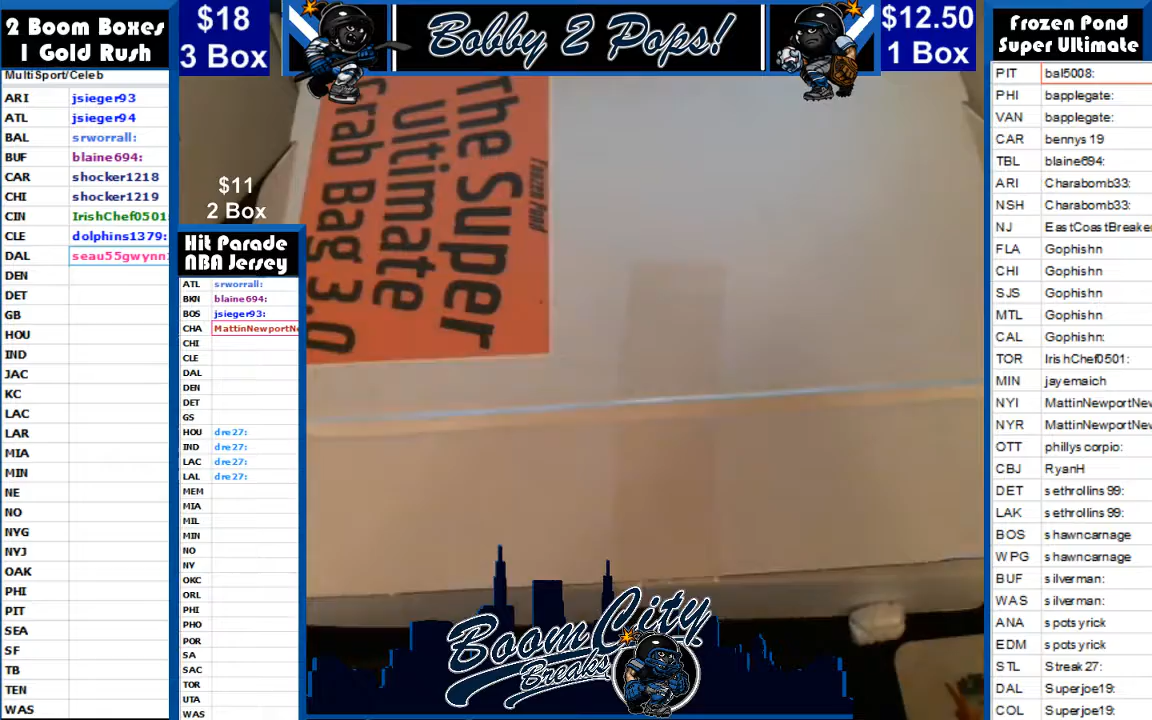 2 Boom Boxes
1 Gold Rush
MultiSport/Celeb
ARI jsieger93
ATL jsieger94
BAL srworrall:
BUF blaine694:
CAR shocker1218
CHI shocker1219
CIN IrishChef0501:
CLE dolphins1379:
DAL seau55gwynn
DEN
DET
GB
HOU
IND
JAC
KC
LAC
LAR
MIA
MIN
NE
NO
NYG
NYJ
OAK
PHI
PIT
SEA
SF
TB
TEN
WAS
$18
3 Box
$11
2 Box
Hit Parade
NBA Jersey
ATL srworrall:
BKN blaine694:
BOS jsieger93:
CHA MattinNewportNe
CHI
CLE
DAL
DEN
DET
GS
HOU dre27:
IND dre27:
LAC dre27:
LAL dre27:
MEM
MIA
MIL
MIN
NO
NY
OKC
ORL
PHI
PHO
POR
SA
SAC
TOR
UTA
WAS
Bobby 2 Pops!
Frozen Pond
The Super
Ultimate
Grab Bag 3.0
Boom City
Breaks
$12.50
1 Box
Frozen Pond
Super Ultimate
PIT bal5008:
PHI bapplegate:
VAN bapplegate:
CAR bennys19
TBL blaine694:
ARI Charabomb33:
NSH Charabomb33:
NJ EastCoastBreaker
FLA Gophishn
CHI Gophishn
SJS Gophishn
MTL Gophishn
CAL Gophishn:
TOR IrishChef0501:
MIN jayemaich
NYI MattinNewportNew
NYR MattinNewportNew
OTT phillyscorpio:
CBJ RyanH
DET sethrollins99:
LAK sethrollins99:
BOS shawncarnage
WPG shawncarnage
BUF silverman:
WAS silverman:
ANA spotsyrick
EDM spotsyrick
STL Streak27:
DAL Superjoe19:
COL Superjoe19: